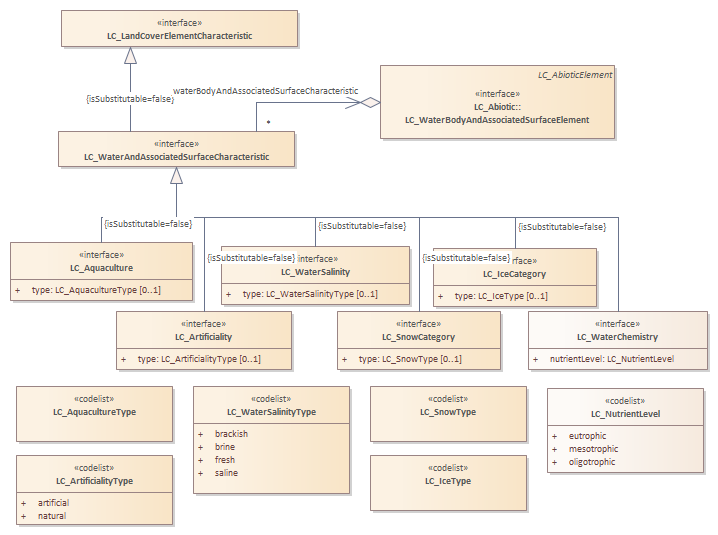 «interface»
LC_LandCoverElementCharacteristic
{isSubstitutable=false}
waterBodyAndAssociatedSurfaceCharacteristic
*
LC_AbioticElement
«interface»
LC_Abiotic::
LC_WaterBodyAndAssociatedSurfaceElement
«interface»
LC_WaterAndAssociatedSurfaceCharacteristic
{isSubstitutable=false}
{isSubstitutable=false}
{isSubstitutable=false}
«interface»
LC_Aquaculture
+ type: LC_AquacultureType [0..1]
{isSubstitutable=false}
interface»
LC_WaterSalinity
+ type: LC_WaterSalinityType [0..1]
{isSubstitutable=false}
rface»
LC_IceCategory
+ type: LC_IceType [0..1]
«interface»
LC_Artificiality
+ type: LC_ArtificialityType [0..1]
«interface»
LC_SnowCategory
+ type: LC_SnowType [0..1]
«interface»
LC_WaterChemistry
+ nutrientLevel: LC_NutrientLevel
«codelist»
LC_AquacultureType
«codelist»
LC_WaterSalinityType
+ brackish
+ brine
+ fresh
+ saline
«codelist»
LC_SnowType
«codelist»
LC_NutrientLevel
+ eutrophic
+ mesotrophic
+ oligotrophic
«codelist»
LC_ArtificialityType
+ artificial
+ natural
«codelist»
LC_IceType